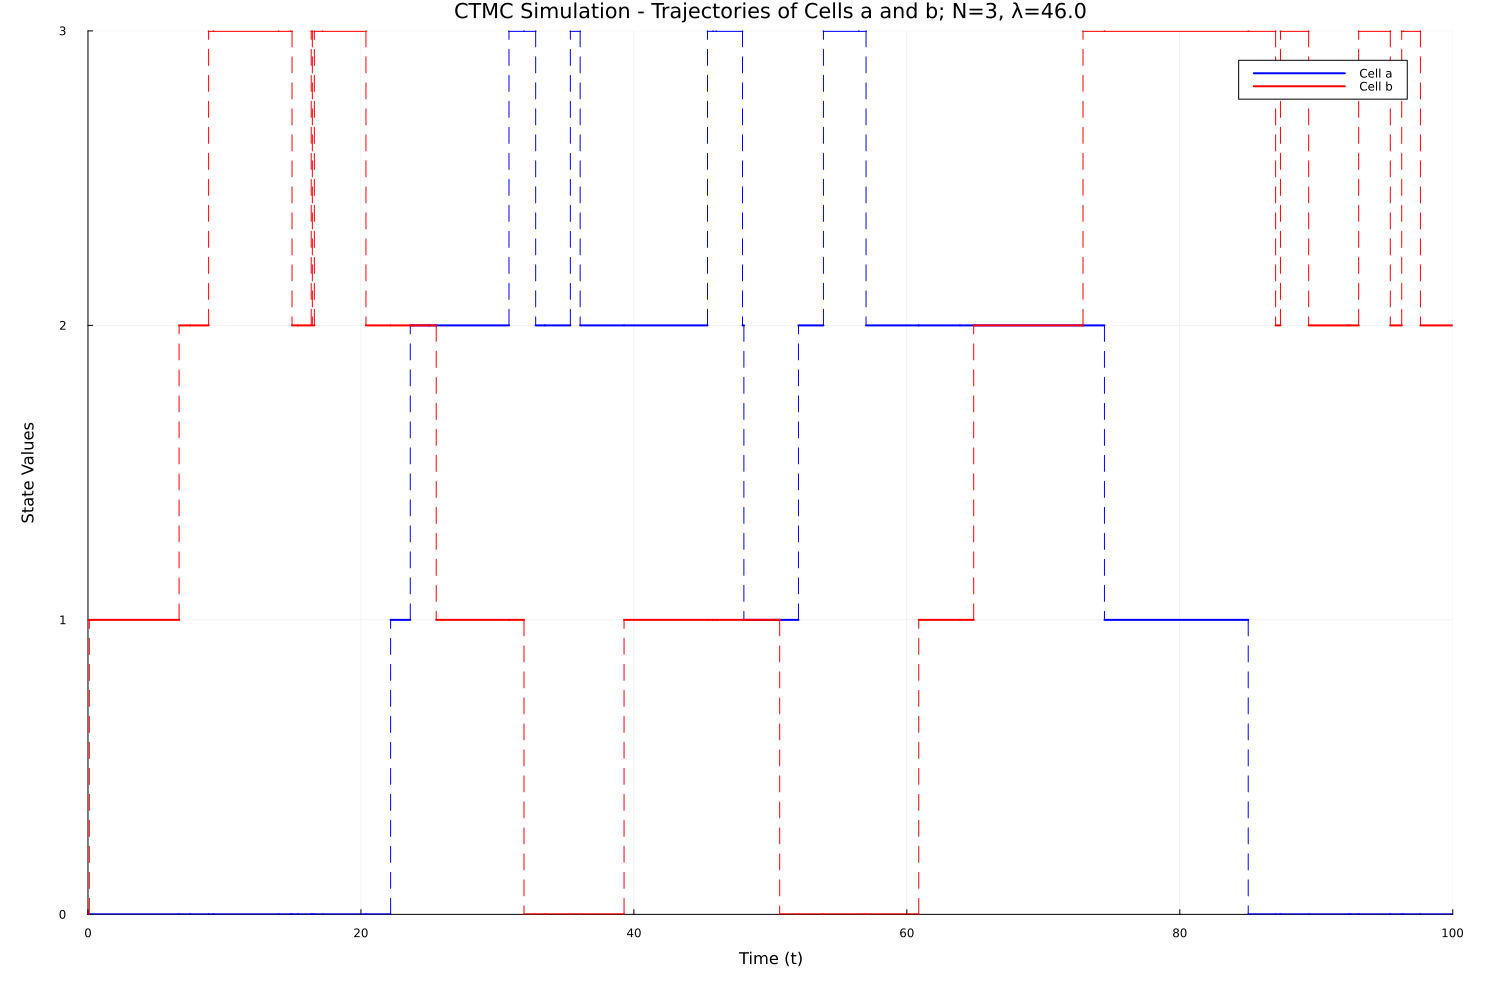 CTMC Simulation - Trajectories of Cells a and b; N=3, λ=46.0
3
Cell a
Cell b
2
State Values
1
0
0 20 40 60 80 100
Time (t)